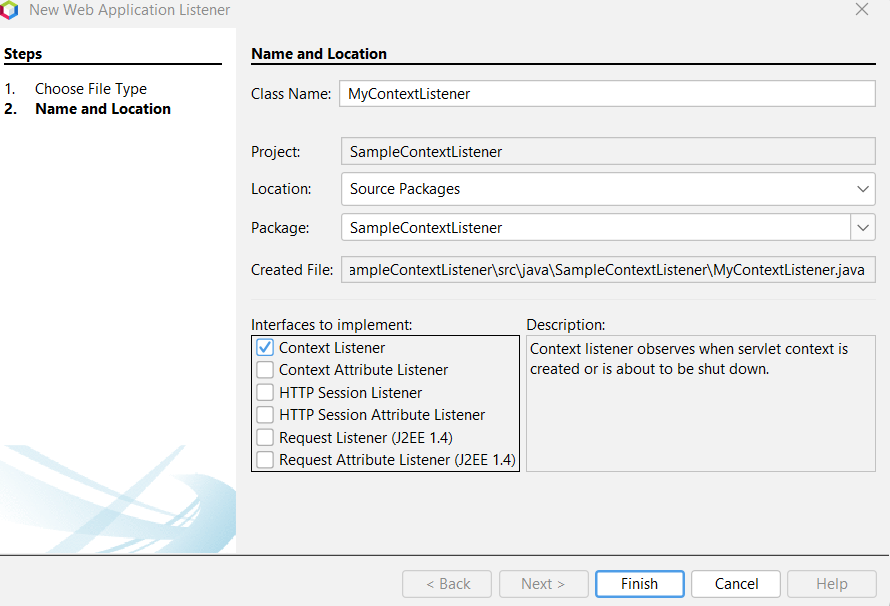 New Web Application Listener
Steps
1. Choose File Type
2. Name and Location
Name and Location
Class Name: MyContextListener
Project: SampleContextListener
Location: Source Packages
Package: SampleContextListener
Created File: ampleContextListener\src\java\SampleContextListener\MyContextListener.java
Interfaces to implement:
Context Listener
Context Attribute Listener
HTTP Session Listener
HTTP Session Attribute Listener
Request Listener (J2EE 1.4)
Request Attribute Listener (J2EE 1.4)
Description:
Context listener observes when servlet context is
created or is about to be shut down.
< Back Next > Finish Cancel Help